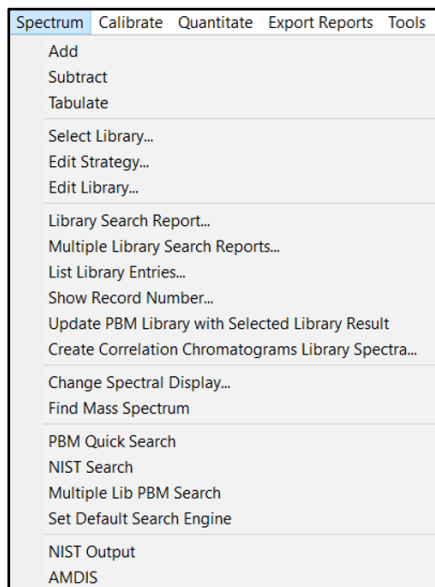 Spectrum Calibrate Quantitate Export Reports Tools
Add
Subtract
Tabulate
Select Library...
Edit Strategy...
Edit Library...
Library Search Report...
Multiple Library Search Reports...
List Library Entries...
Show Record Number...
Update PBM Library with Selected Library Result
Create Correlation Chromatograms Library Spectra...
Change Spectral Display...
Find Mass Spectrum
PBM Quick Search
NIST Search
Multiple Lib PBM Search
Set Default Search Engine
NIST Output
AMDIS